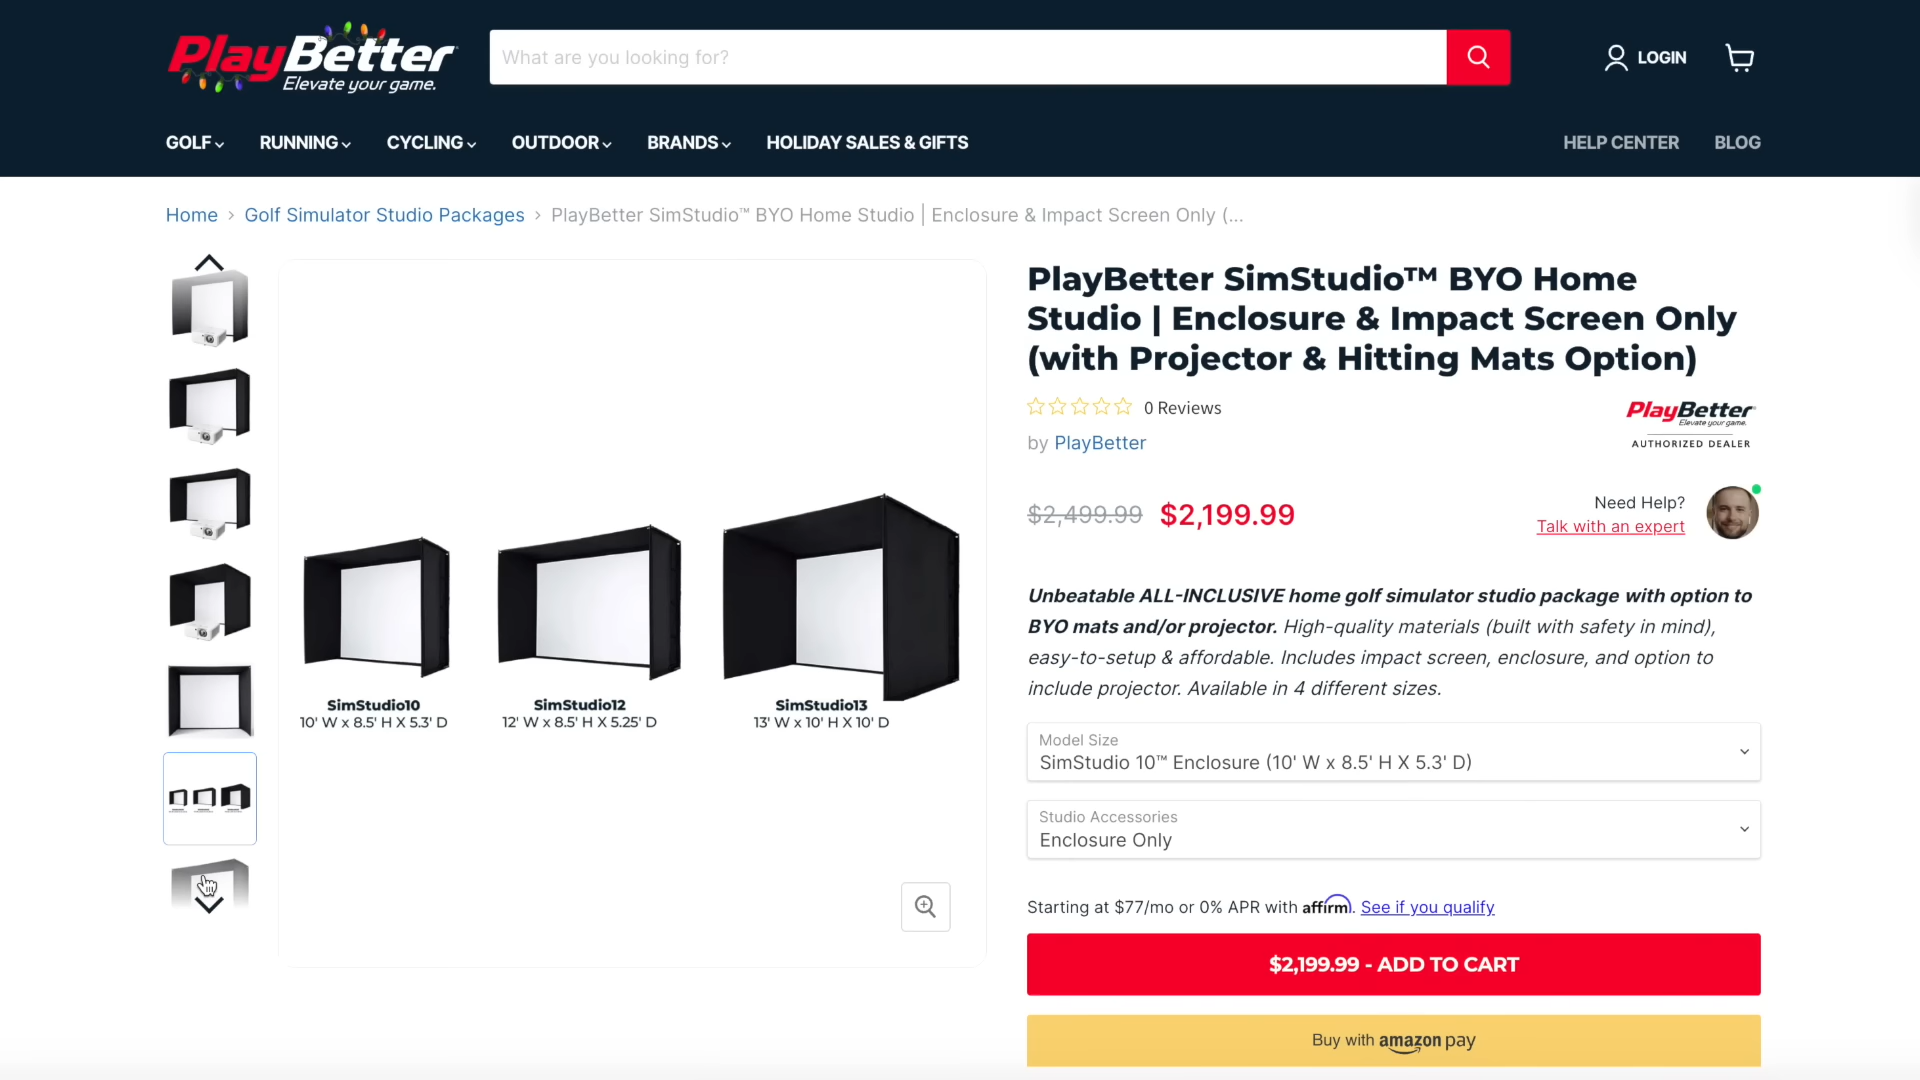 PlayBetter
Elevate your game.
What are you looking for?
LOGIN
GOLF
RUNNING
CYCLING
OUTDOOR
BRANDS
HOLIDAY SALES & GIFTS
HELP CENTER
BLOG
Home > Golf Simulator Studio Packages > PlayBetter SimStudio™ BYO Home Studio | Enclosure & Impact Screen Only (...
PlayBetter SimStudio™ BYO Home
Studio | Enclosure & Impact Screen Only
(with Projector & Hitting Mats Option)
0 Reviews
by PlayBetter
PlayBetter
Elevate your game.
AUTHORIZED DEALER
$2,499.99 $2,199.99
Need Help?
Talk with an expert
Unbeatable ALL-INCLUSIVE home golf simulator studio package with option to
BYO mats and/or projector. High-quality materials (built with safety in mind),
easy-to-setup & affordable. Includes impact screen, enclosure, and option to
include projector. Available in 4 different sizes.
SimStudio10
10' W x 8.5' H X 5.3' D
SimStudio12
12' W x 8.5' H X 5.25' D
SimStudio13
13' W x 10' H X 10' D
Model Size
SimStudio 10™ Enclosure (10' W x 8.5' H X 5.3' D)
Studio Accessories
Enclosure Only
Starting at $77/mo or 0% APR with affirm. See if you qualify
$2,199.99 - ADD TO CART
Buy with amazon pay